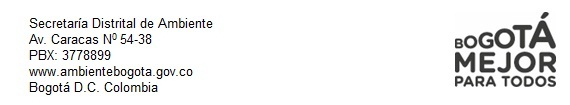 Secretaría Distrital de Ambiente
Av. Caracas N⁰ 54-38
PBX: 3778899
www.ambientebogota.gov.co
Bogotá D.C. Colombia
BOGOTÁ
MEJOR
PARA TODOS